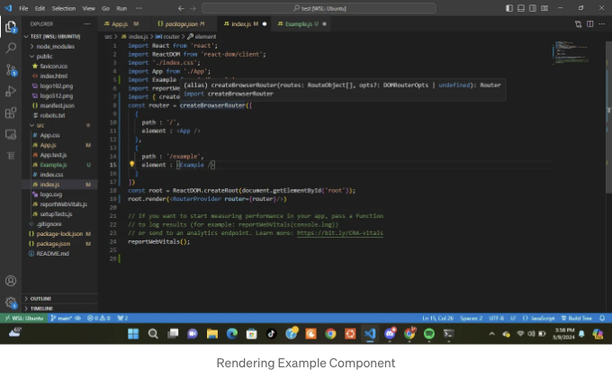 File Edit Selection View Go Run ...
test [WSL: Ubuntu]
EXPLORER
App.js M
package.json M
index.js M
Example.js U
TEST [WSL: UBUNTU]
src > index.js > router > element
node_modules
public
favicon.ico
index.html
logo192.png
logo512.png
manifest.json
robots.txt
src
App.css
App.js M
App.test.js
Example.js U
index.css
index.js M
logo.svg
reportWebVitals.js
setupTests.js
.gitignore
package-lock.json M
package.json M
README.md
OUTLINE
TIMELINE
1 import React from 'react';
2 import ReactDOM from 'react-dom/client';
3 import './index.css';
4 import App from './App';
5 import Example
(alias) createBrowserRouter(routes: RouteObject[], opts?: DOMRouterOpts | undefined): Router
import createBrowserRouter
6 import reportWe
7 import { create
8 const router = createBrowserRouter([
9 {
10 path : '/',
11 element : <App />
12 },
13 {
14 path : '/example',
15 element : <Example />
16 }
17 ])
18 const root = ReactDOM.createRoot(document.getElementById('root'));
19 root.render(<RouterProvider router={router}/>)
20
21 // If you want to start measuring performance in your app, pass a function
22 // to log results (for example: reportWebVitals(console.log))
23 // or send to an analytics endpoint. Learn more: https://bit.ly/CRA-vitals
24 reportWebVitals();
25
26
WSL: Ubuntu
main*
0 0
2
Ln 15, Col 26 Spaces: 2 UTF-8 LF {} JavaScript Build Tree
3:58 PM
5/9/2024
Rendering Example Component